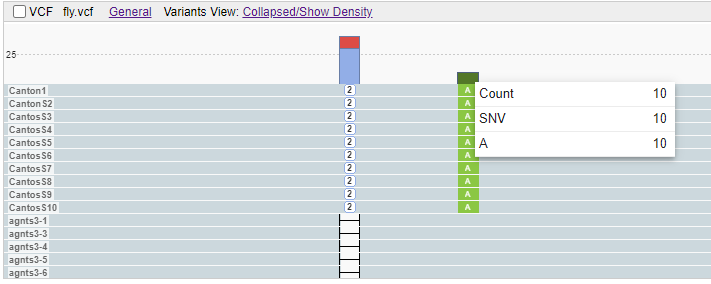 VCF fly.vcf General Variants View: Collapsed/Show Density
25
Canton1 2 A
CantonS2 2 A
CantosS3 2 A
CantosS4 2 A
CantosS5 2 A
CantosS6 2 A
CantosS7 2 A
CantosS8 2 A
CantosS9 2 A
CantosS10 2 A
Count 10
SNV 10
A 10
agnts3-1
agnts3-3
agnts3-4
agnts3-5
agnts3-6